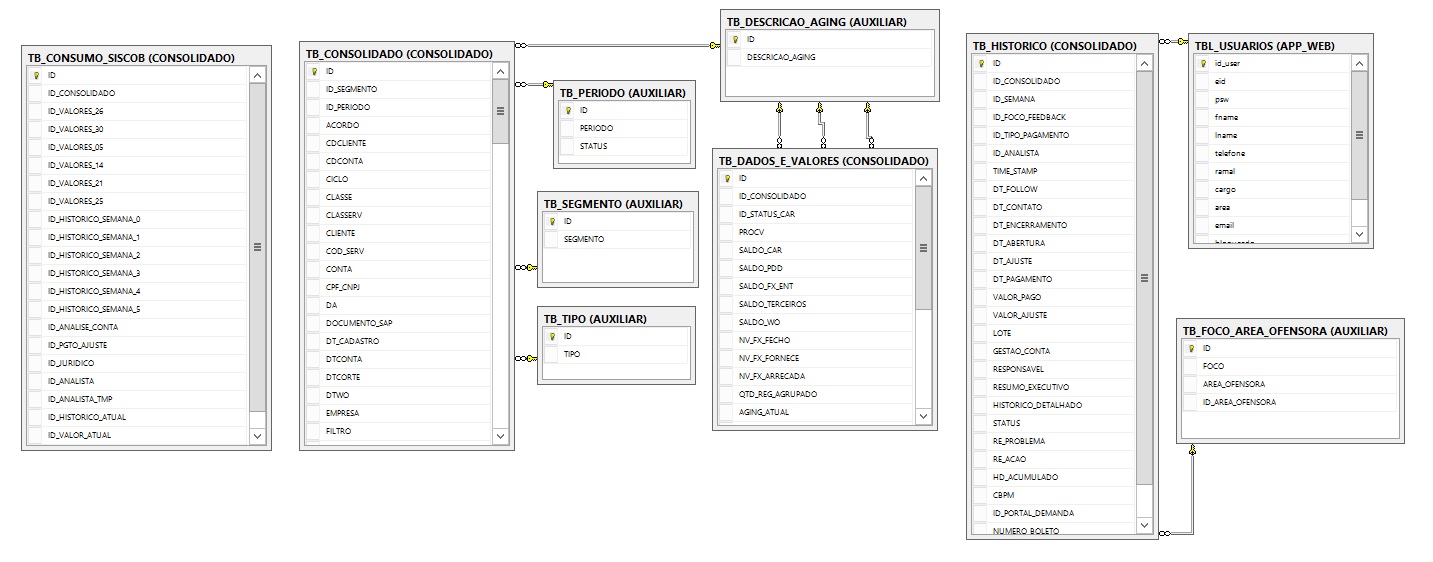 TB_CONSUMO_SISCOB (CONSOLIDADO)
ID
ID_CONSOLIDADO
ID_VALORES_26
ID_VALORES_30
ID_VALORES_05
ID_VALORES_14
ID_VALORES_21
ID_VALORES_25
ID_HISTORICO_SEMANA_0
ID_HISTORICO_SEMANA_1
ID_HISTORICO_SEMANA_2
ID_HISTORICO_SEMANA_3
ID_HISTORICO_SEMANA_4
ID_HISTORICO_SEMANA_5
ID_ANALISE_CONTA
ID_PGTO_AJUSTE
ID_JURIDICO
ID_ANALISTA
ID_ANALISTA_TMP
ID_HISTORICO_ATUAL
ID_VALOR_ATUAL
TB_CONSOLIDADO (CONSOLIDADO)
ID
ID_SEGMENTO
ID_PERIODO
ACORDO
CDCLIENTE
CDCONTA
CICLO
CLASSE
CLASSERV
CLIENTE
COD_SERV
CONTA
CPF_CNPJ
DA
DOCUMENTO_SAP
DT_CADASTRO
DTCONTA
DTCORTE
DTWO
EMPRESA
FILTRO
TB_PERIODO (AUXILIAR)
ID
PERIODO
STATUS
TB_SEGMENTO (AUXILIAR)
ID
SEGMENTO
TB_TIPO (AUXILIAR)
ID
TIPO
TB_DESCRICAO_AGING (AUXILIAR)
ID
DESCRICAO_AGING
TB_DADOS_E_VALORES (CONSOLIDADO)
ID
ID_CONSOLIDADO
ID_STATUS_CAR
PROCV
SALDO_CAR
SALDO_PDD
SALDO_FX_ENT
SALDO_TERCEIROS
SALDO_WO
NV_FX_FECHO
NV_FX_FORNECE
NV_FX_ARRECADA
QTD_REG_AGRUPADO
AGING_ATUAL
TB_HISTORICO (CONSOLIDADO)
ID
ID_CONSOLIDADO
ID_SEMANA
ID_FOCO_FEEDBACK
ID_TIPO_PAGAMENTO
ID_ANALISTA
TIME_STAMP
DT_FOLLOW
DT_CONTATO
DT_ENCERRAMENTO
DT_ABERTURA
DT_AJUSTE
DT_PAGAMENTO
VALOR_PAGO
VALOR_AJUSTE
LOTE
GESTAO_CONTA
RESPONSAVEL
RESUMO_EXECUTIVO
HISTORICO_DETALHADO
STATUS
RE_PROBLEMA
RE_ACAO
HD_ACUMULADO
CBPM
ID_PORTAL_DEMANDA
NUMERO_BOLETO
TBL_USUARIOS (APP_WEB)
id_user
eid
psw
fname
lname
telefone
ramal
cargo
area
email
TB_FOCO_AREA_OFENSORA (AUXILIAR)
ID
FOCO
AREA_OFENSORA
ID_AREA_OFENSORA